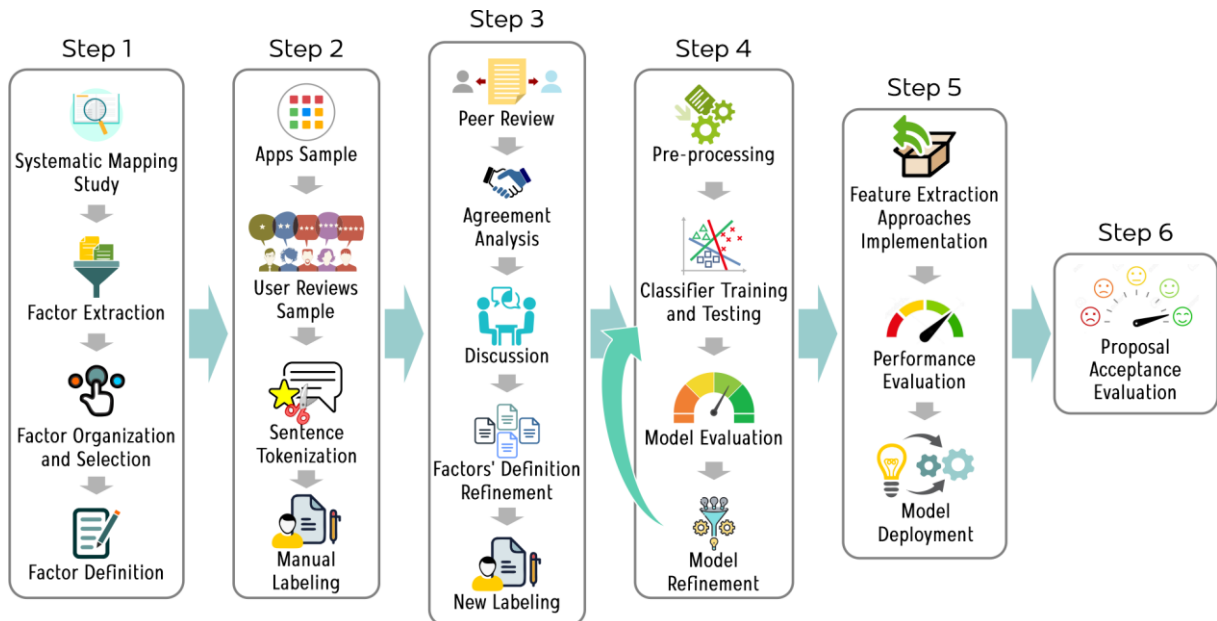 Step 1
Systematic Mapping
Study
Factor Extraction
Factor Organization
and Selection
Factor Definition
Step 2
Apps Sample
User Reviews
Sample
Sentence
Tokenization
Manual
Labeling
Step 3
Peer Review
Agreement
Analysis
Discussion
Factors' Definition
Refinement
New Labeling
Step 4
Pre-processing
Classifier Training
and Testing
Model Evaluation
Model
Refinement
Step 5
Feature Extraction
Approaches
Implementation
Performance
Evaluation
Model
Deployment
Step 6
Proposal
Acceptance
Evaluation